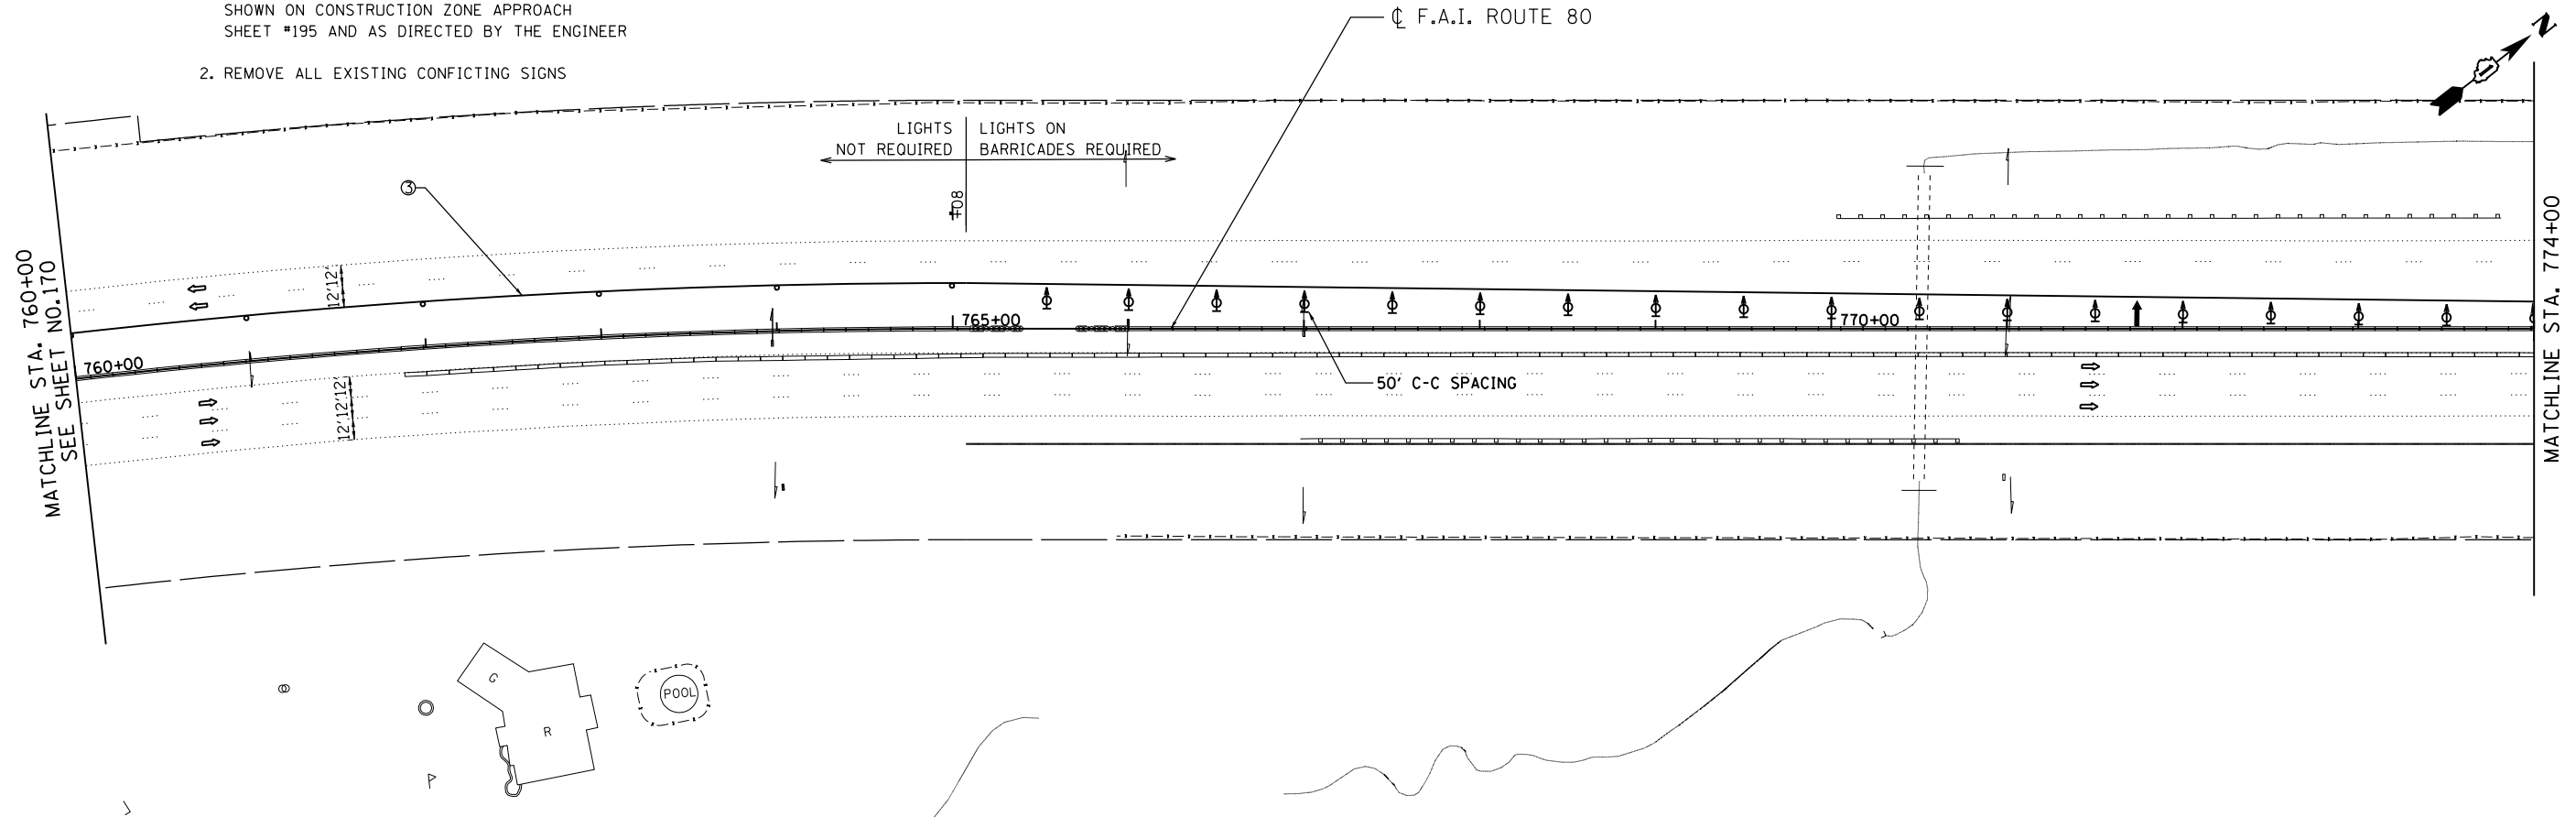 SHOWN ON CONSTRUCTION ZONE APPROACH
SHEET #195 AND AS DIRECTED BY THE ENGINEER
2. REMOVE ALL EXISTING CONFICTING SIGNS
℄ F.A.I. ROUTE 80
N
LIGHTS
NOT REQUIRED
LIGHTS ON
BARRICADES REQUIRED
+08
3
MATCHLINE STA. 760+00
SEE SHEET NO.170
12'12'
760+00
765+00
770+00
12'12'12'
50' C-C SPACING
MATCHLINE STA. 774+00
G
R
POOL
P